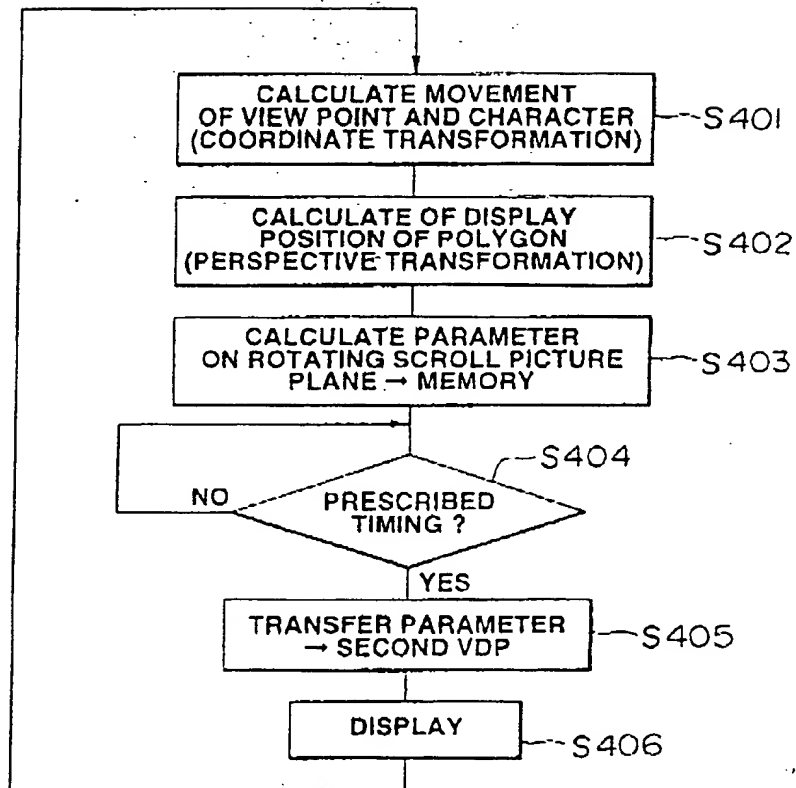 CALCULATE MOVEMENT
OF VIEW POINT AND CHARACTER
(COORDINATE TRANSFORMATION)
S401
CALCULATE OF DISPLAY
POSITION OF POLYGON
(PERSPECTIVE TRANSFORMATION)
S402
CALCULATE PARAMETER
ON ROTATING SCROLL PICTURE
PLANE → MEMORY
S403
S404
NO
PRESCRIBED
TIMING ?
YES
TRANSFER PARAMETER
→ SECOND VDP
S405
DISPLAY
S406